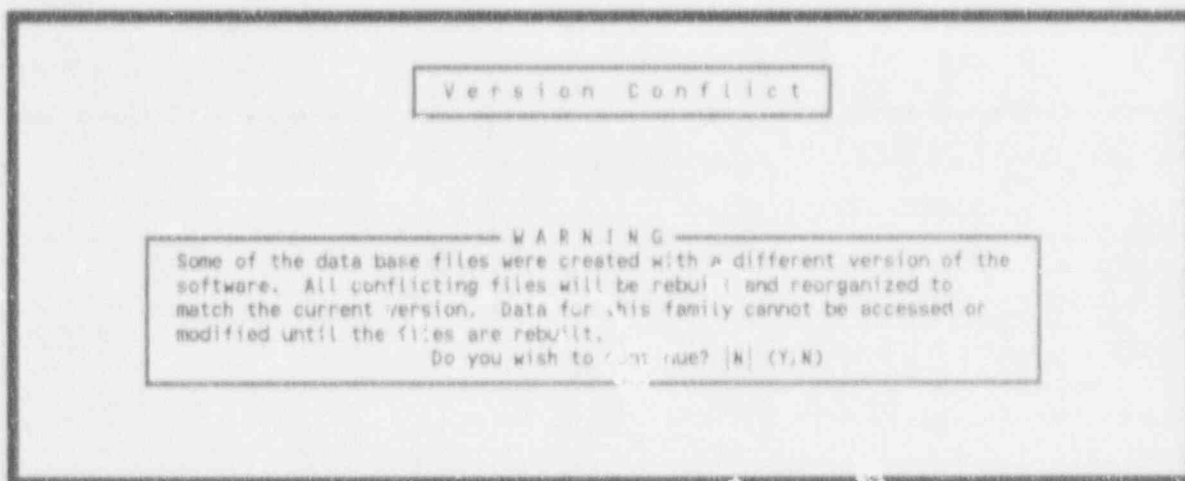 Version Conflict
WARNING
Some of the data base files were created with a different version of the
software. All conflicting files will be rebuilt and reorganized to
match the current version. Data for this family cannot be accessed or
modified until the files are rebuilt.
Do you wish to continue? |N| (Y,N)